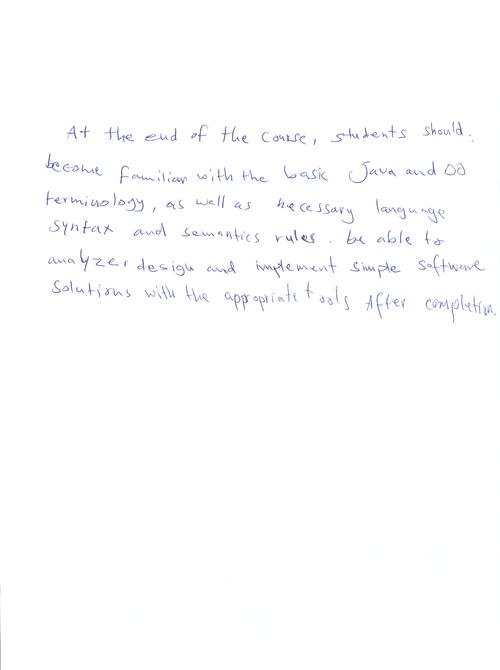 At the end of the course, students should:
become familiar with the basic Java and OO
terminology, as well as necessary language
syntax and semantics rules. be able to
analyzer design and implement simple software
solutions with the appropriate tools After completion.